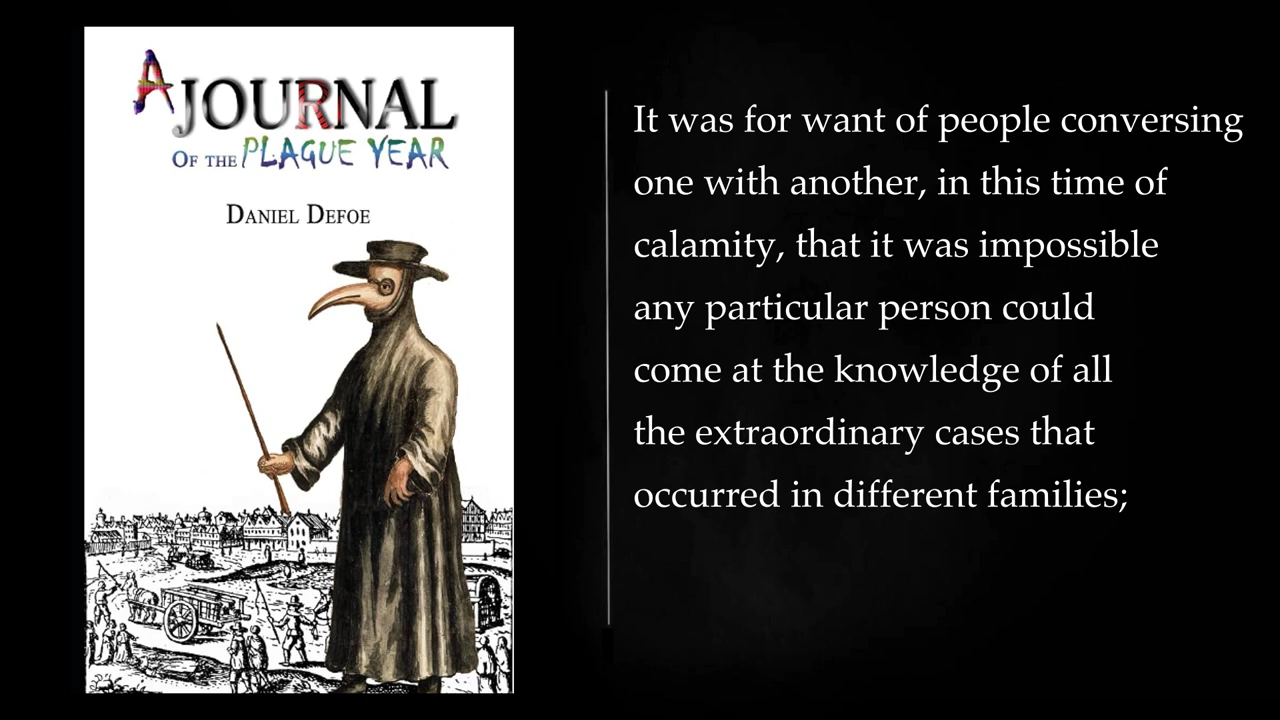 A JOURNAL
OF THE PLAGUE YEAR
DANIEL DEFOE
It was for want of people conversing
one with another, in this time of
calamity, that it was impossible
any particular person could
come at the knowledge of all
the extraordinary cases that
occurred in different families;